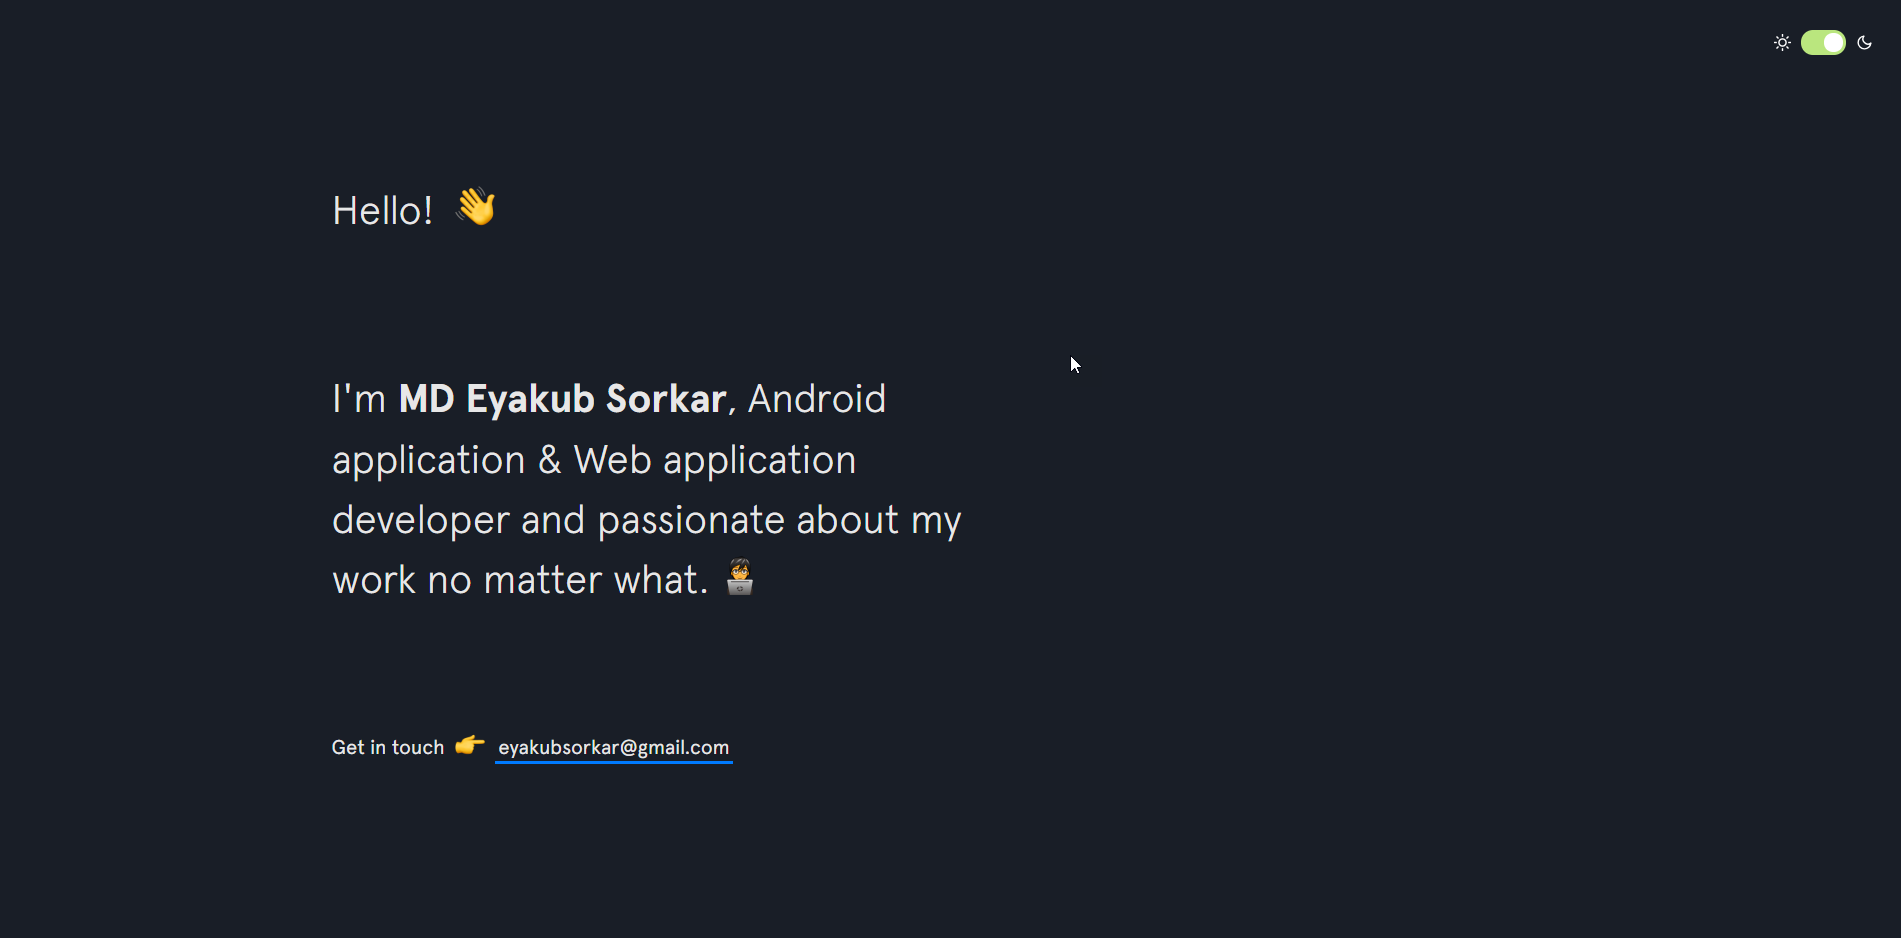 Hello! 👋
I'm MD Eyakub Sorkar, Android
application & Web application
developer and passionate about my
work no matter what. 👨‍💻
Get in touch 👉 eyakubsorkar@gmail.com